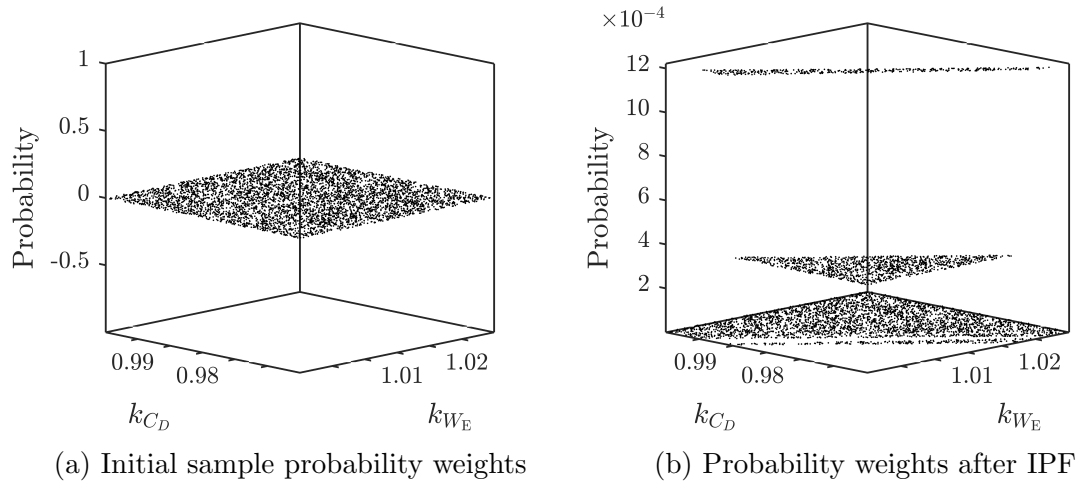 ×10⁻⁴
1
0.5
0
-0.5
Probability
0.99
0.98
1.01
1.02
k_{C_D}
k_{W_E}
12
10
8
6
4
2
Probability
0.99
0.98
1.01
1.02
k_{C_D}
k_{W_E}
(a) Initial sample probability weights
(b) Probability weights after IPF